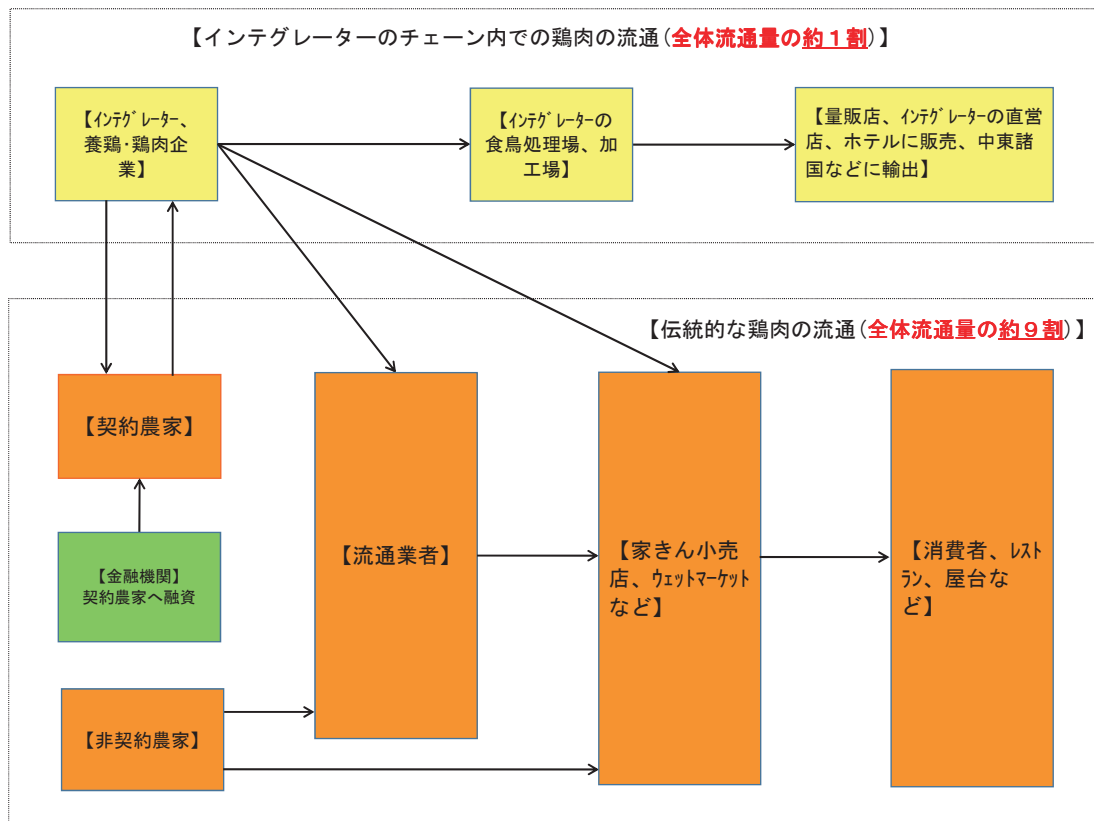 【インテグレーターのチェーン内での鶏肉の流通(全体流通量の約1割)】
【ｲﾝﾃｸﾞﾚｰﾀｰ、
養鶏・鶏肉企
業】
【ｲﾝﾃｸﾞﾚｰﾀｰの
食鳥処理場、加
工場】
【量販店、ｲﾝﾃｸﾞﾚｰﾀｰの直営
店、ホテルに販売、中東諸
国などに輸出】
【伝統的な鶏肉の流通(全体流通量の約9割)】
【契約農家】
【金融機関】
契約農家へ融資
【非契約農家】
【流通業者】
【家きん小売
店、ｳｪｯﾄﾏｰｹｯﾄ
など】
【消費者、ﾚｽﾄ
ﾗﾝ、屋台な
ど】